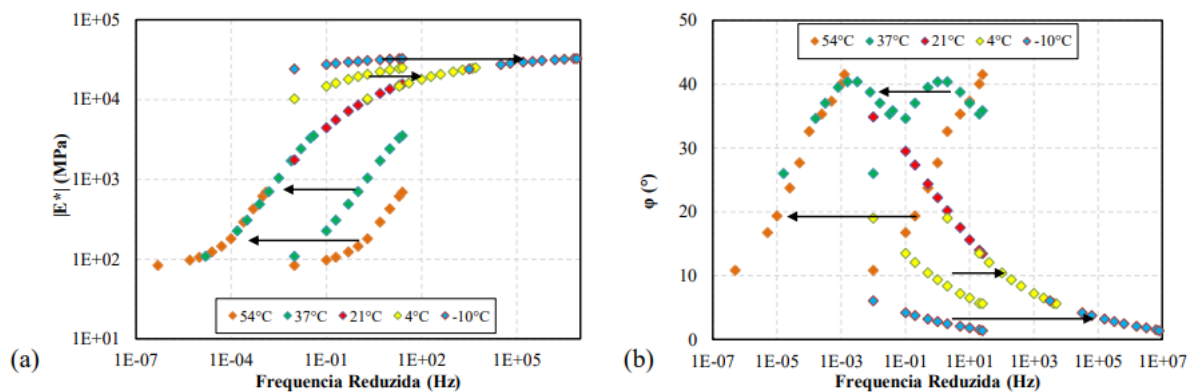 1E+05
1E+04
1E+03
1E+02
1E+01
|E*| (MPa)
54°C 37°C 21°C 4°C -10°C
1E-07 1E-04 1E-01 1E+02 1E+05
Frequencia Reduzida (Hz)
(a)
50
40
30
20
10
0
φ (°)
54°C 37°C 21°C 4°C -10°C
1E-07 1E-05 1E-03 1E-01 1E+01 1E+03 1E+05 1E+07
Frequencia Reduzida (Hz)
(b)